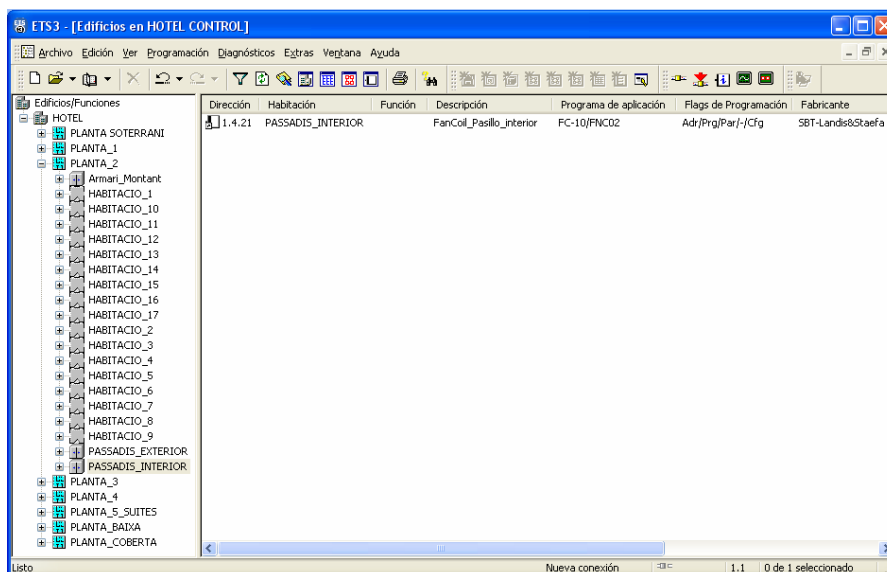 ETS3 - [Edificios en HOTEL CONTROL]
Archivo Edición Ver Programación Diagnósticos Extras Ventana Ayuda
Edificios/Funciones
HOTEL
PLANTA SOTERRANI
PLANTA_1
PLANTA_2
Armari_Montant
HABITACIO_1
HABITACIO_10
HABITACIO_11
HABITACIO_12
HABITACIO_13
HABITACIO_14
HABITACIO_15
HABITACIO_16
HABITACIO_17
HABITACIO_2
HABITACIO_3
HABITACIO_4
HABITACIO_5
HABITACIO_6
HABITACIO_7
HABITACIO_8
HABITACIO_9
PASSADIS_EXTERIOR
PASSADIS_INTERIOR
PLANTA_3
PLANTA_4
PLANTA_5_SUITES
PLANTA_BAIXA
PLANTA_COBERTA
Dirección Habitación Función Descripción Programa de aplicación Flags de Programación Fabricante
1.4.21 PASSADIS_INTERIOR FanCoil_Pasillo_interior FC-10/FNC02 Adr/Prg/Par/-/Cfg SBT-Landis&Staefa
Listo Nueva conexión 1.1 0 de 1 seleccionado